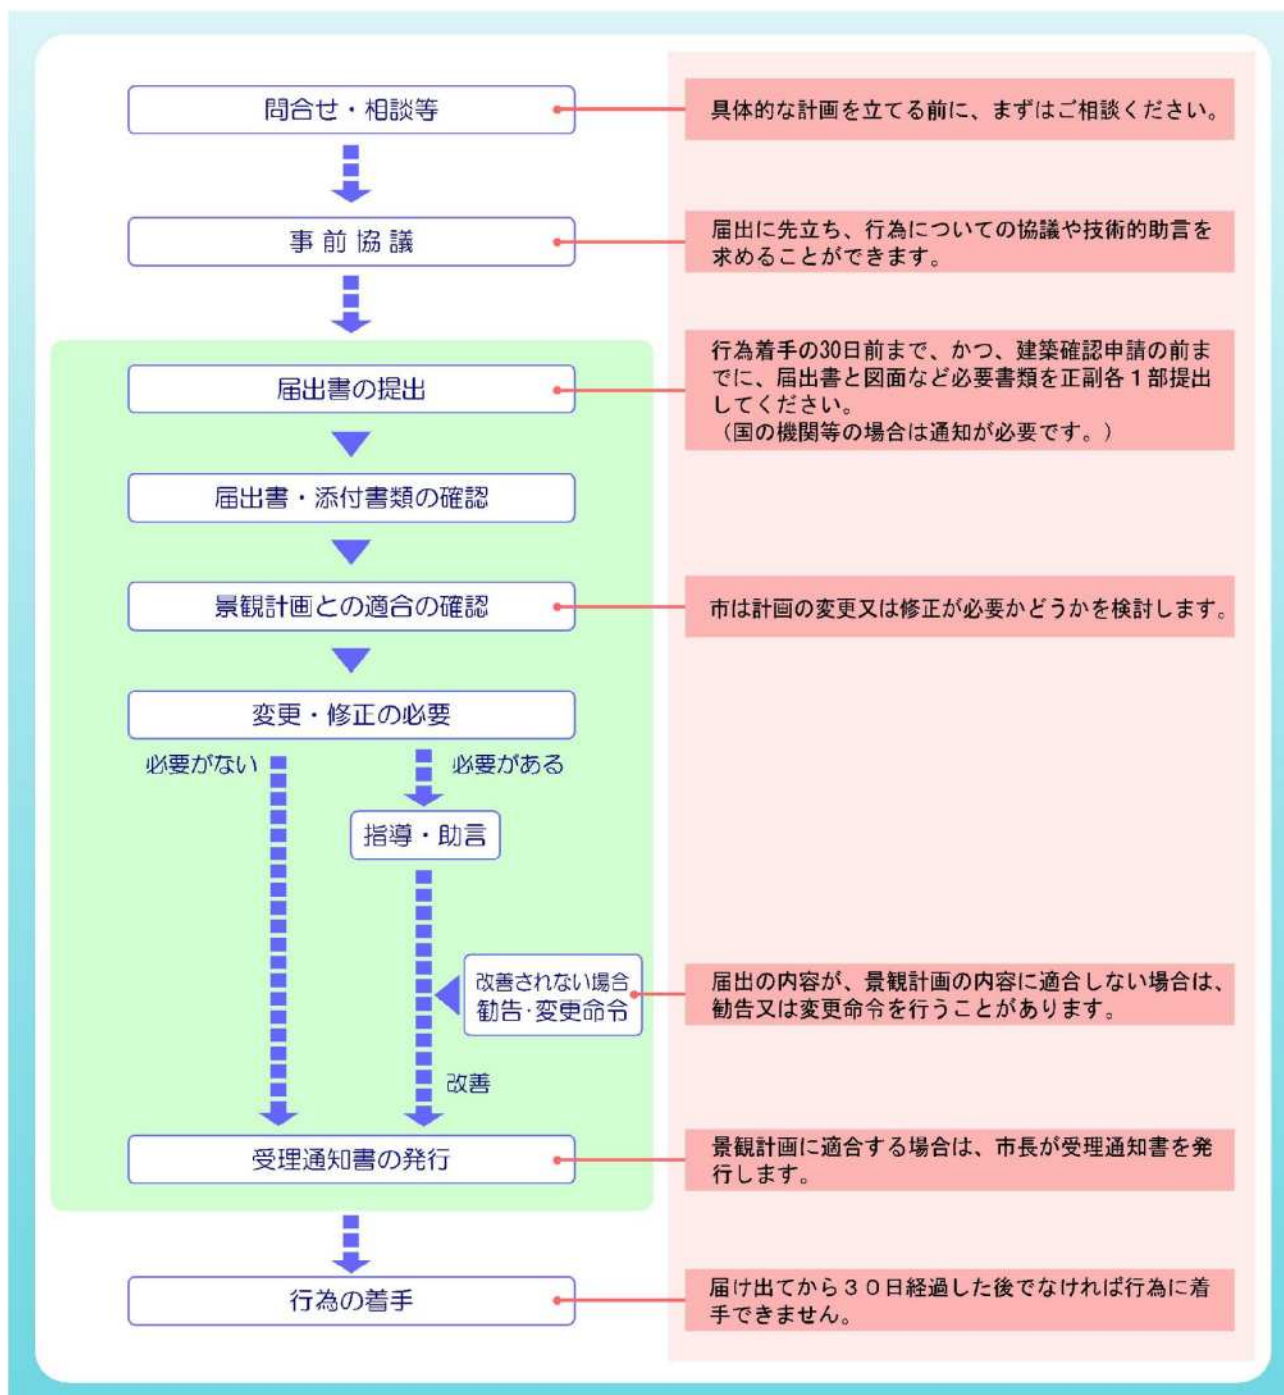 問合せ・相談等
具体的な計画を立てる前に、まずはご相談ください。
事前協議
届出に先立ち、行為についての協議や技術的助言を
求めることができます。
届出書の提出
行為着手の30日前まで、かつ、建築確認申請の前ま
でに、届出書と図面など必要書類を正副各１部提出
してください。
（国の機関等の場合は通知が必要です。）
届出書・添付書類の確認
景観計画との適合の確認
市は計画の変更又は修正が必要かどうかを検討します。
変更・修正の必要
必要がない
必要がある
指導・助言
改善されない場合
勧告・変更命令
届出の内容が、景観計画の内容に適合しない場合は、
勧告又は変更命令を行うことがあります。
改善
受理通知書の発行
景観計画に適合する場合は、市長が受理通知書を発
行します。
行為の着手
届け出てから３０日経過した後でなければ行為に着
手できません。